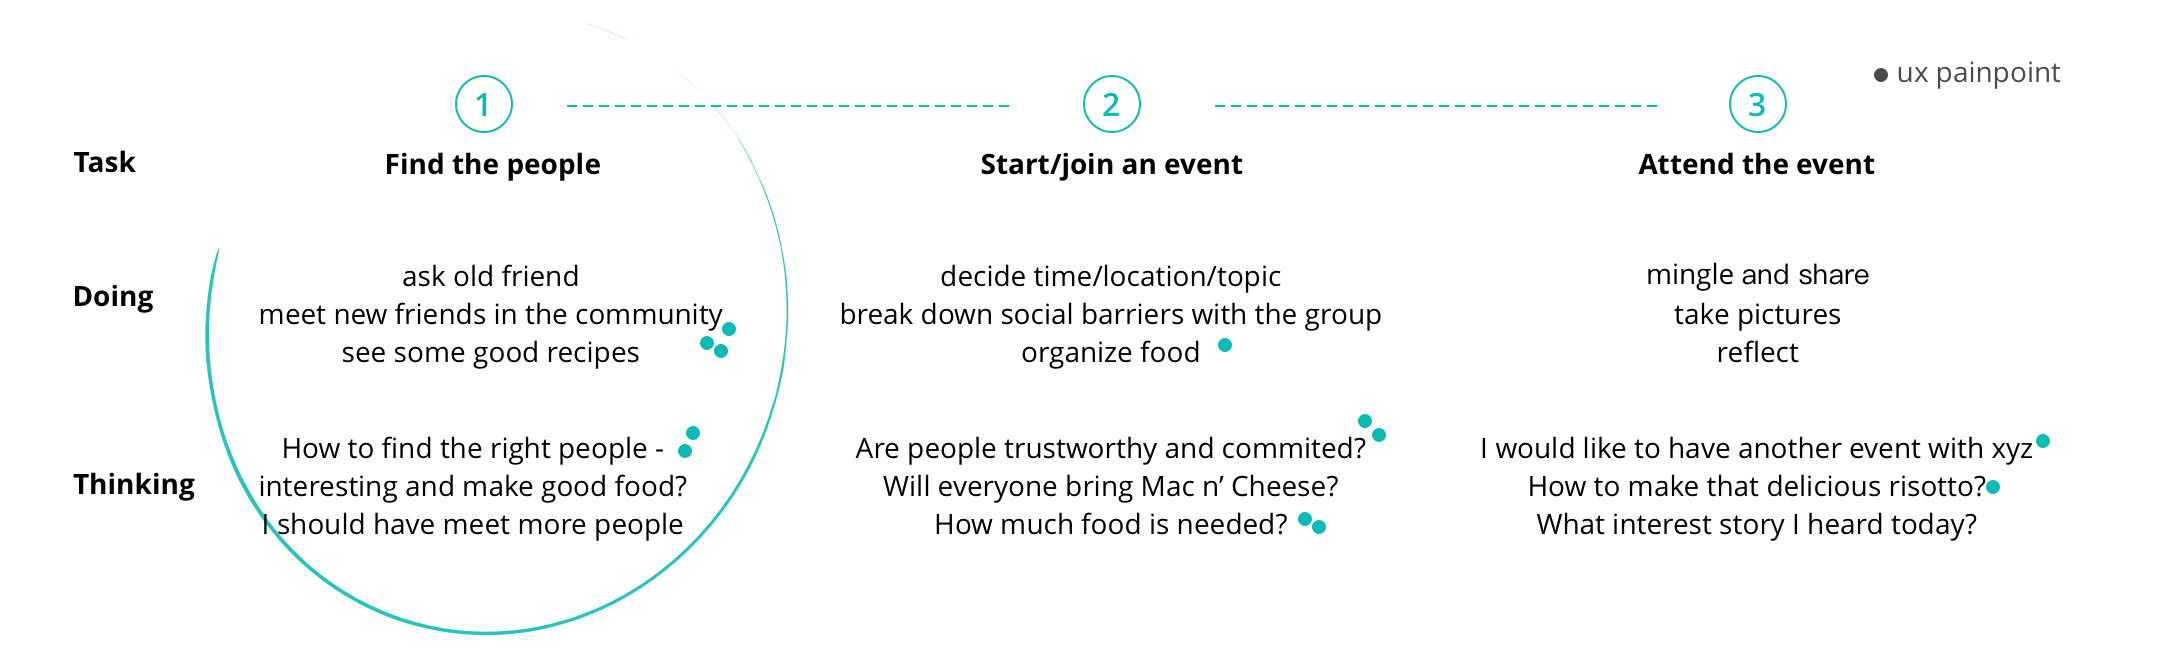 ux painpoint
1
2
3
Task
Find the people
Start/join an event
Attend the event
Doing
ask old friend
meet new friends in the community
see some good recipes
decide time/location/topic
break down social barriers with the group
organize food
mingle and share
take pictures
reflect
Thinking
How to find the right people -
interesting and make good food?
I should have meet more people
Are people trustworthy and commited?
Will everyone bring Mac n’ Cheese?
How much food is needed?
I would like to have another event with xyz
How to make that delicious risotto?
What interest story I heard today?